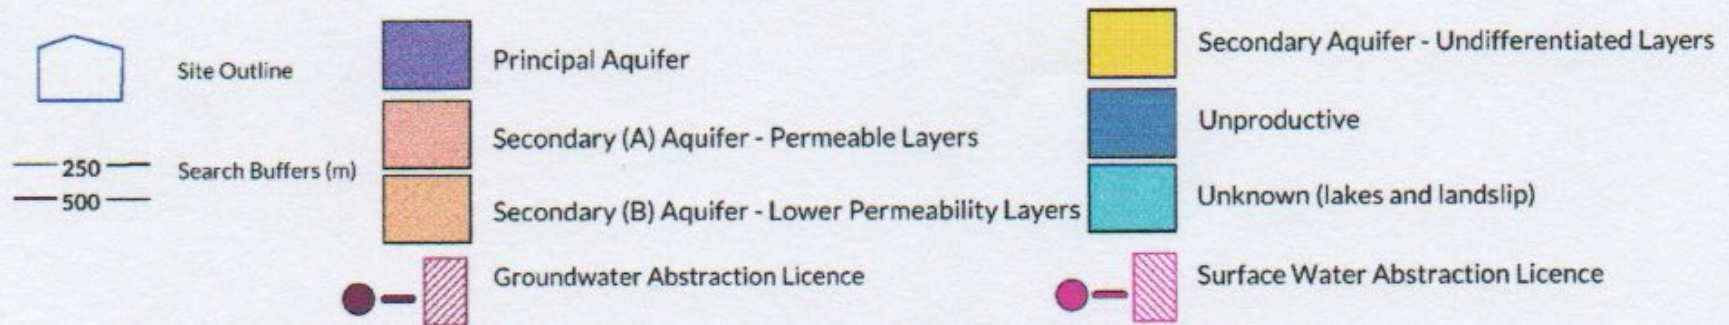 Site Outline
250
500
Search Buffers (m)
Principal Aquifer
Secondary (A) Aquifer - Permeable Layers
Secondary (B) Aquifer - Lower Permeability Layers
Groundwater Abstraction Licence
Secondary Aquifer - Undifferentiated Layers
Unproductive
Unknown (lakes and landslip)
Surface Water Abstraction Licence